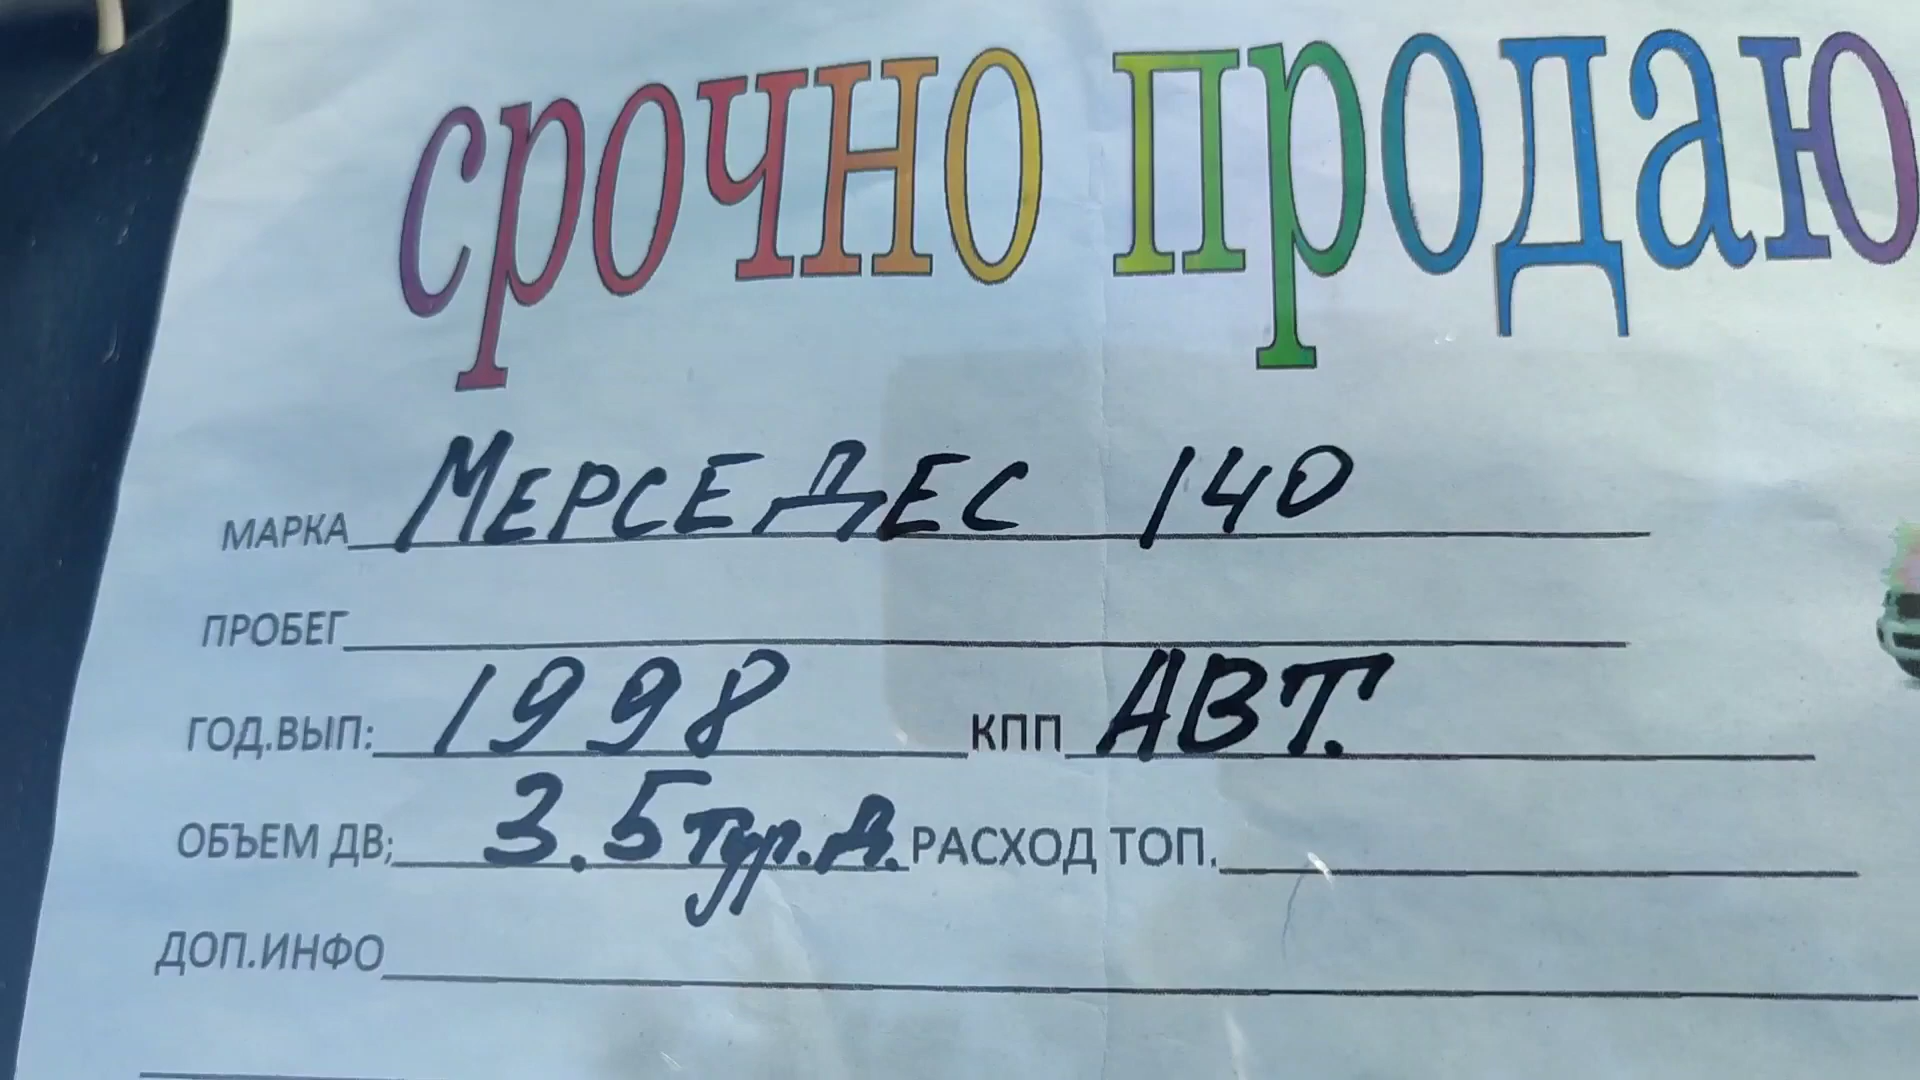 срочно продаю
МАРКА МЕРСЕДЕС 140
ПРОБЕГ
ГОД.ВЫП: 1998 КПП АВТ.
ОБЪЕМ ДВ; 3.5 тур.д. РАСХОД ТОП.
ДОП.ИНФО